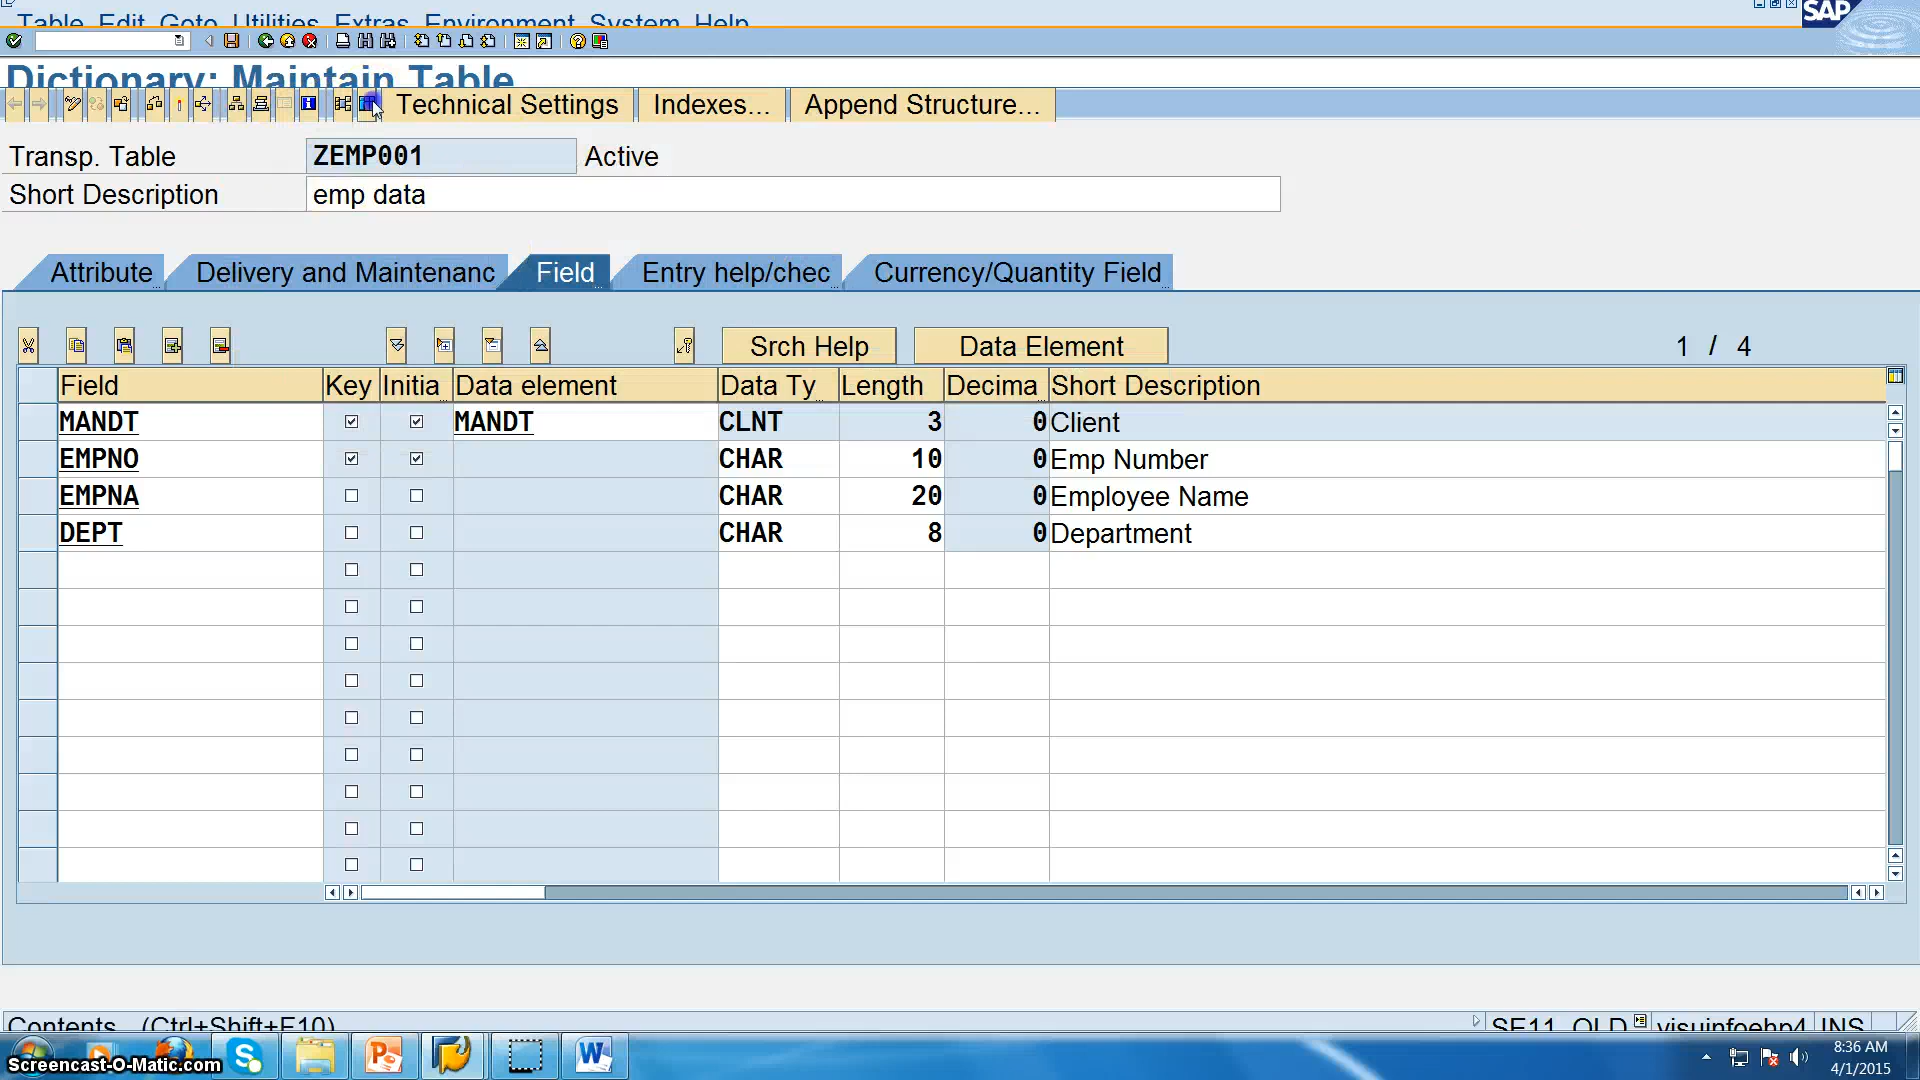 Table Edit Goto Utilities Extras Environment System Help
SAP
Dictionary: Maintain Table
Technical Settings Indexes... Append Structure...
Transp. Table ZEMP001 Active
Short Description emp data
Attribute Delivery and Maintenanc Field Entry help/chec Currency/Quantity Field
Srch Help Data Element 1 / 4
Field Key Initia Data element Data Ty Length Decima Short Description
MANDT MANDT CLNT 3 0 Client
EMPNO CHAR 10 0 Emp Number
EMPNA CHAR 20 0 Employee Name
DEPT CHAR 8 0 Department
Contents (Ctrl+Shift+F10) SE11_OLD visuinfoehp4 INS
Screencast-O-Matic.com
8:36 AM
4/1/2015